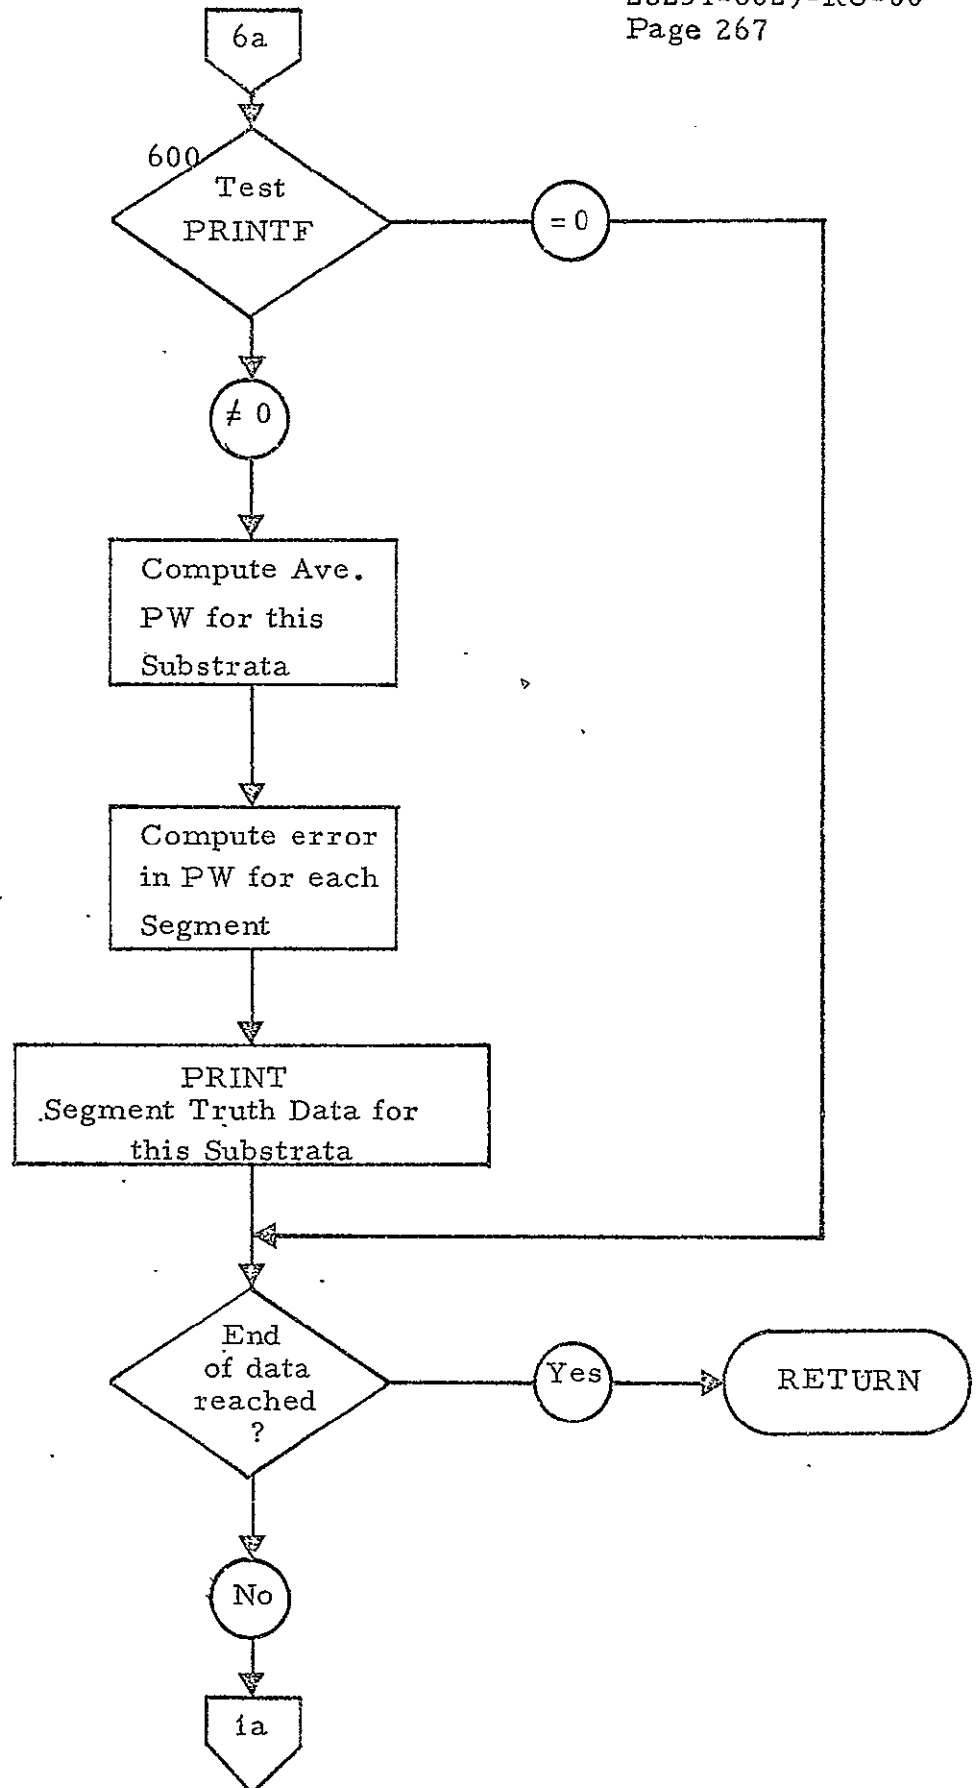 Page 267
6a
600
Test
PRINTF
= 0
≠ 0
Compute Ave.
PW for this
Substrata
Compute error
in PW for each
Segment
PRINT
Segment Truth Data for
this Substrata
End
of data
reached
?
Yes
RETURN
No
1a